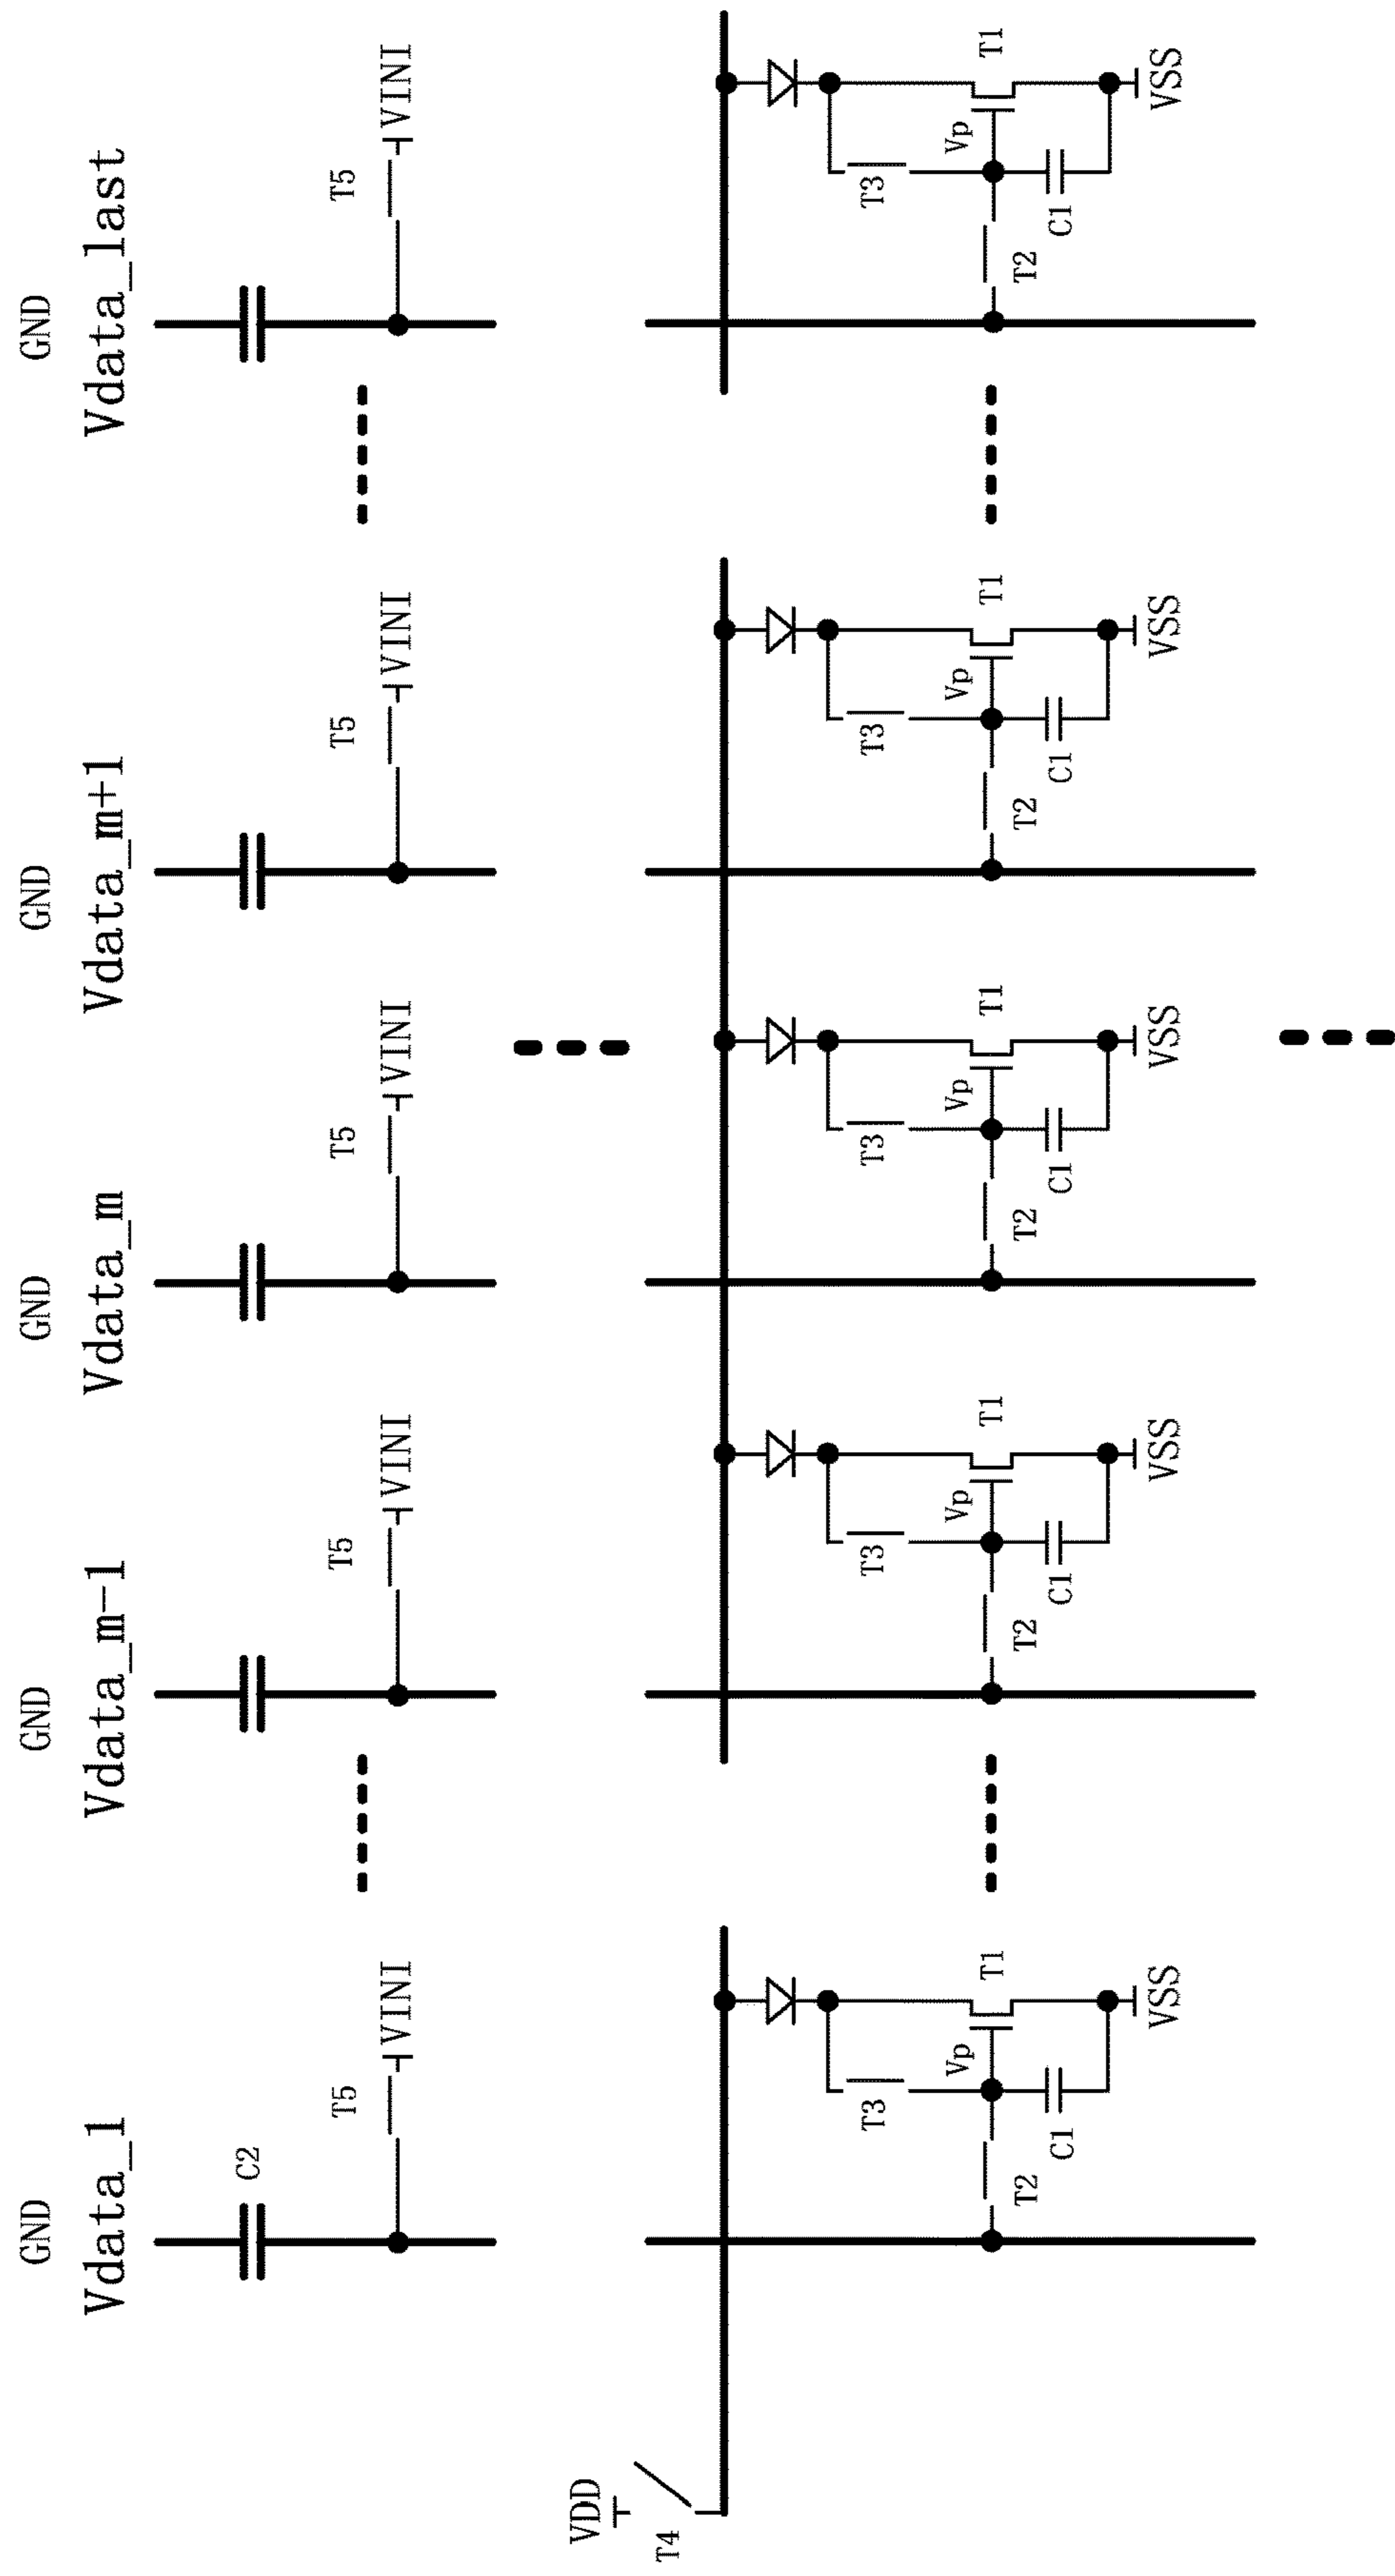 GND
GND
GND
GND
GND
Vdata_1
Vdata_m-1
Vdata_m
Vdata_m+1
Vdata_last
C2
T5
T5
T5
T5
T5
VINI
VINI
VINI
VINI
VINI
VDD
T4
T3
T3
T3
T3
T3
Vp
Vp
Vp
Vp
Vp
T1
T1
T1
T1
T1
T2
T2
T2
T2
T2
C1
C1
C1
C1
C1
VSS
VSS
VSS
VSS
VSS